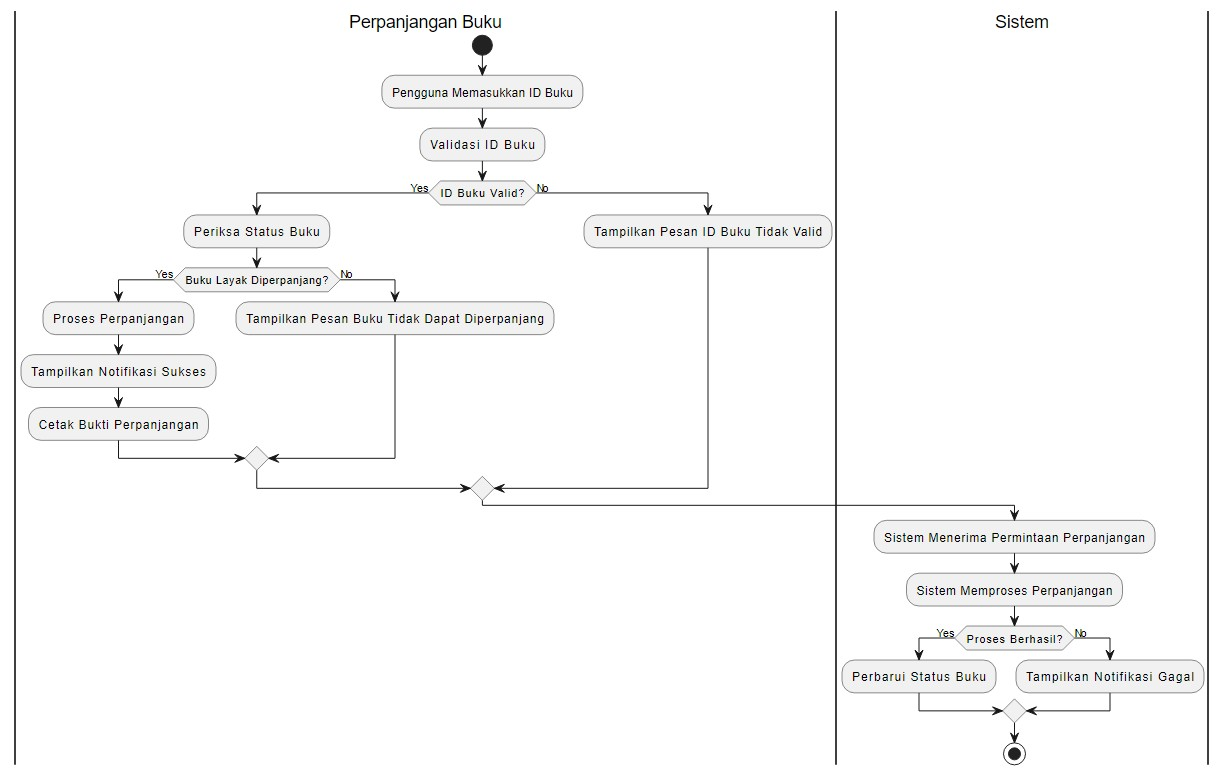 Perpanjangan Buku
Sistem
Pengguna Memasukkan ID Buku
Validasi ID Buku
Yes
ID Buku Valid?
No
Periksa Status Buku
Tampilkan Pesan ID Buku Tidak Valid
Yes
Buku Layak Diperpanjang?
No
Proses Perpanjangan
Tampilkan Pesan Buku Tidak Dapat Diperpanjang
Tampilkan Notifikasi Sukses
Cetak Bukti Perpanjangan
Sistem Menerima Permintaan Perpanjangan
Sistem Memproses Perpanjangan
Yes
Proses Berhasil?
No
Perbarui Status Buku
Tampilkan Notifikasi Gagal